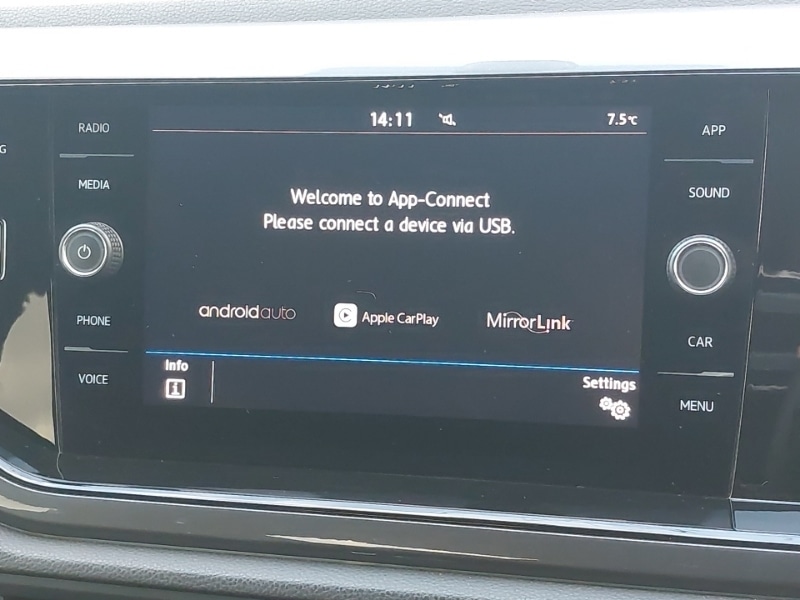 G
RADIO
MEDIA
PHONE
VOICE
14:11
7.5°C
Welcome to App-Connect
Please connect a device via USB.
androidauto
Apple CarPlay
MirrorLink
Info
i
Settings
APP
SOUND
CAR
MENU